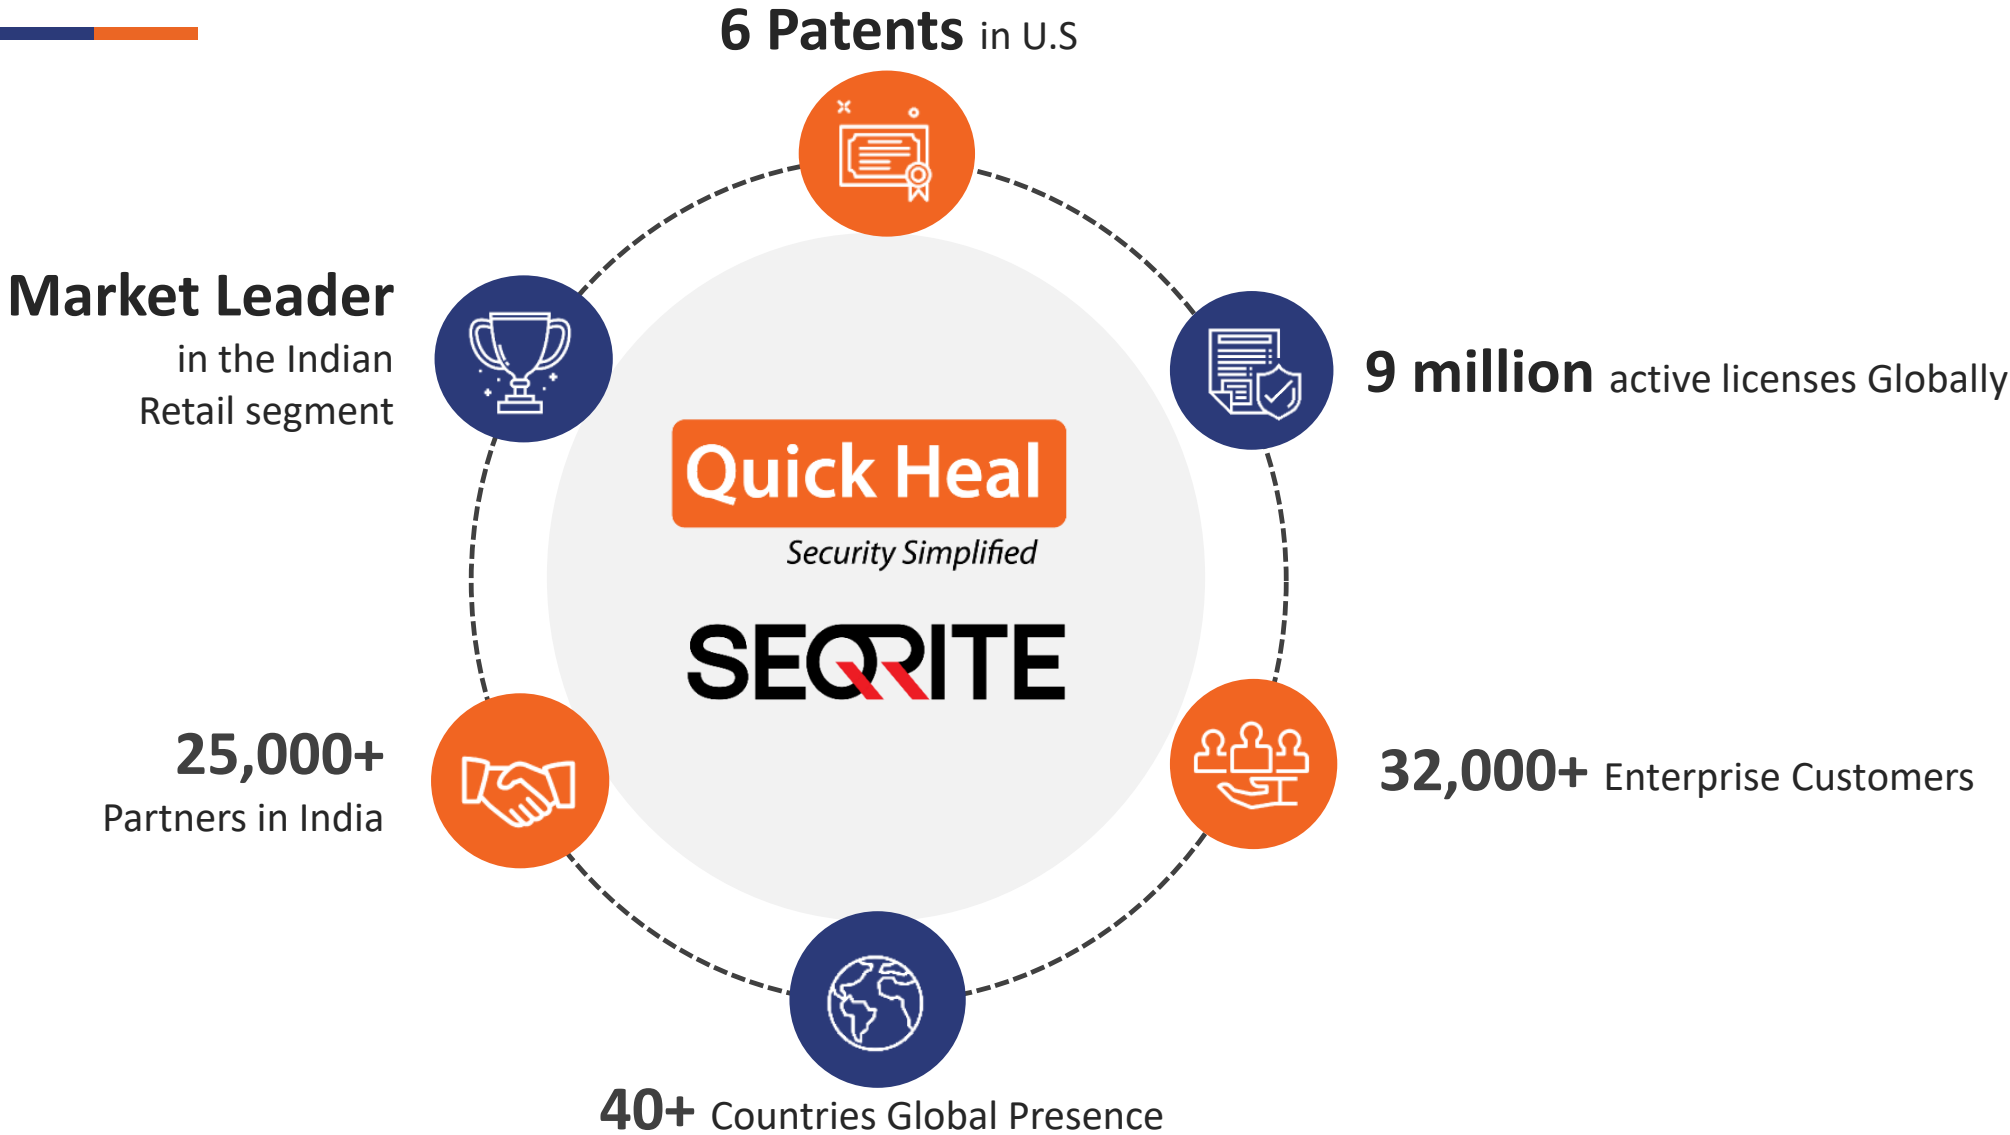 6 Patents in U.S
Market Leader
in the Indian
Retail segment
9 million active licenses Globally
Quick Heal
Security Simplified
SEQRITE
25,000+
Partners in India
32,000+ Enterprise Customers
40+ Countries Global Presence